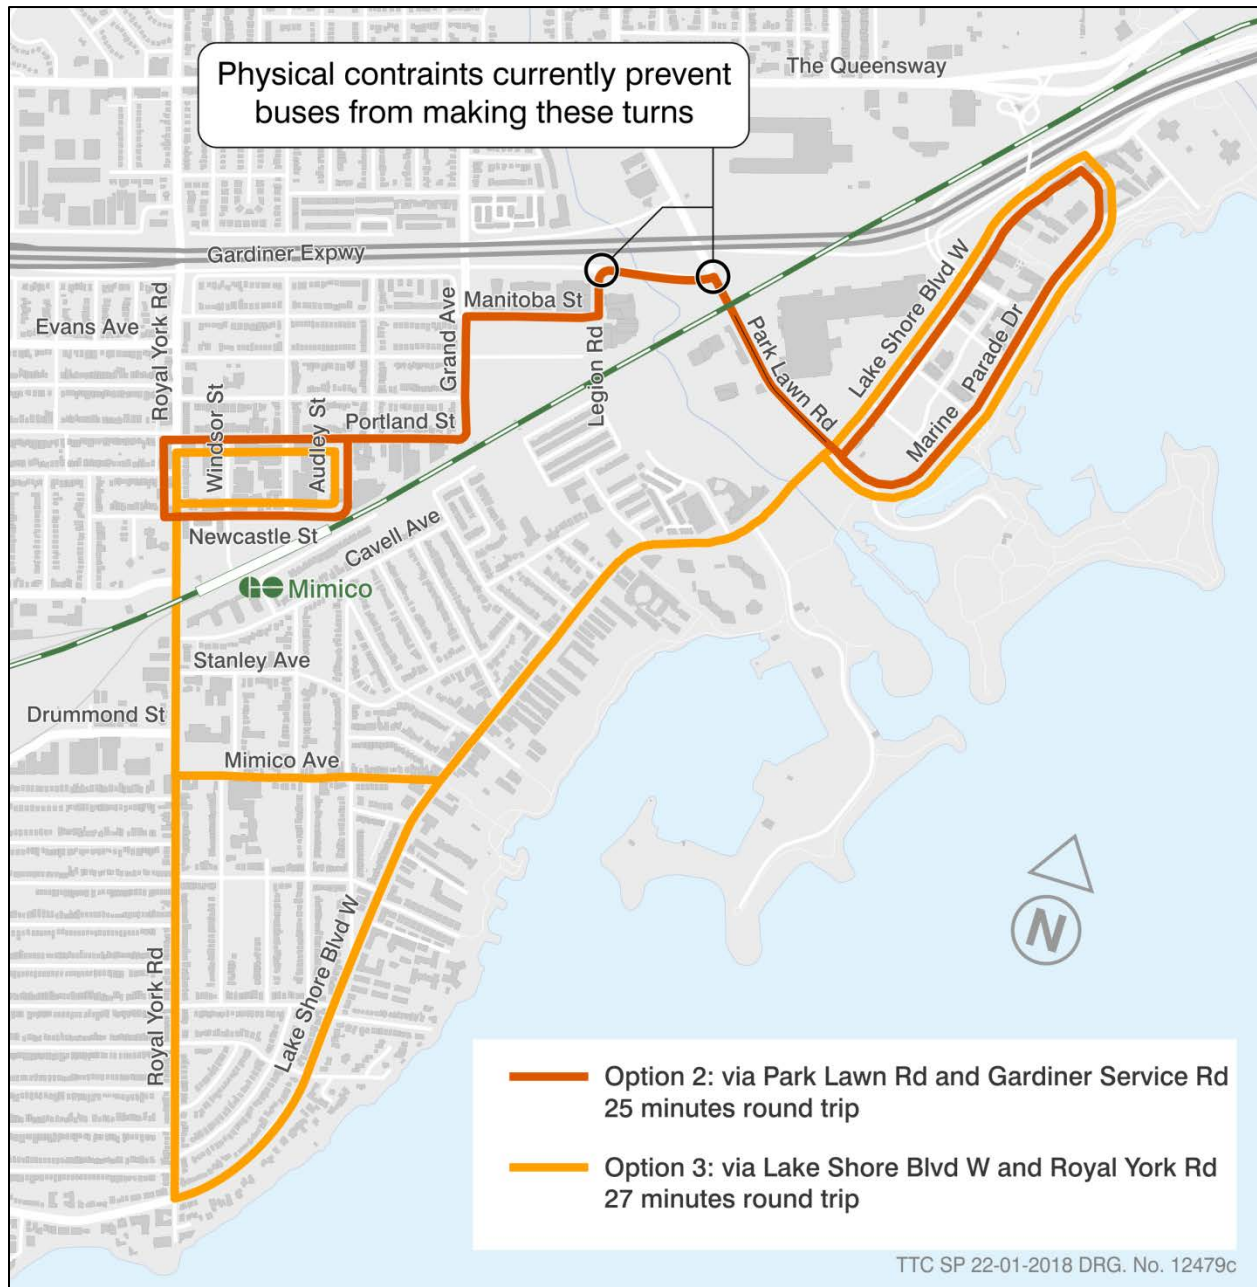 Physical contraints currently prevent
buses from making these turns
The Queensway
Gardiner Expwy
Manitoba St
Evans Ave
Royal York Rd
Grand Ave
Legion Rd
Park Lawn Rd
Lake Shore Blvd W
Marine Parade Dr
Windsor St
Audley St
Portland St
Newcastle St
Cavell Ave
GO Mimico
Stanley Ave
Drummond St
Mimico Ave
Royal York Rd
Lake Shore Blvd W
N
Option 2: via Park Lawn Rd and Gardiner Service Rd
25 minutes round trip
Option 3: via Lake Shore Blvd W and Royal York Rd
27 minutes round trip
TTC SP 22-01-2018 DRG. No. 12479c